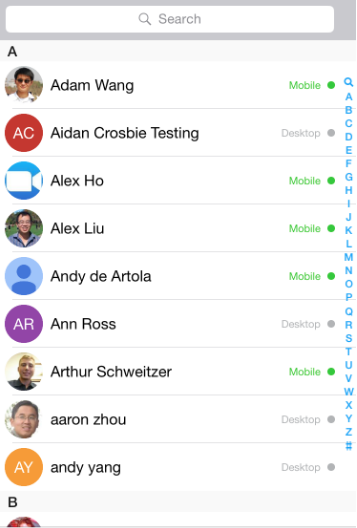 Search
A
Adam Wang Mobile
AC Aidan Crosbie Testing Desktop
Alex Ho Mobile
Alex Liu Mobile
Andy de Artola Mobile
AR Ann Ross Desktop
Arthur Schweitzer Mobile
aaron zhou Desktop
AY andy yang Desktop
B
A
B
C
D
E
F
G
H
I
J
K
L
M
N
O
P
Q
R
S
T
U
V
W
X
Y
Z
#